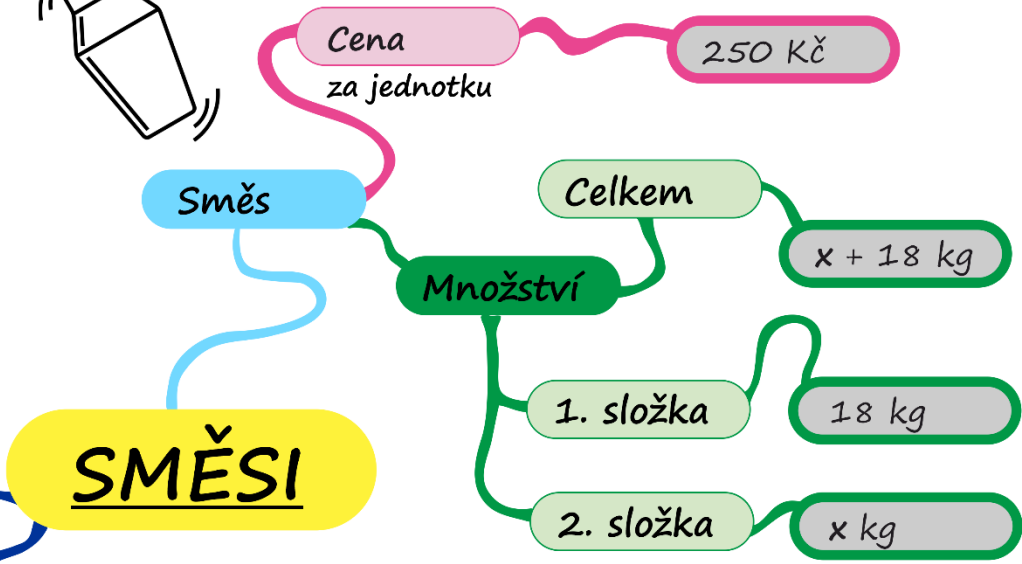 Cena
za jednotku
250 Kč
Směs
Celkem
x + 18 kg
Množství
1. složka
18 kg
SMĚSI
2. složka
x kg